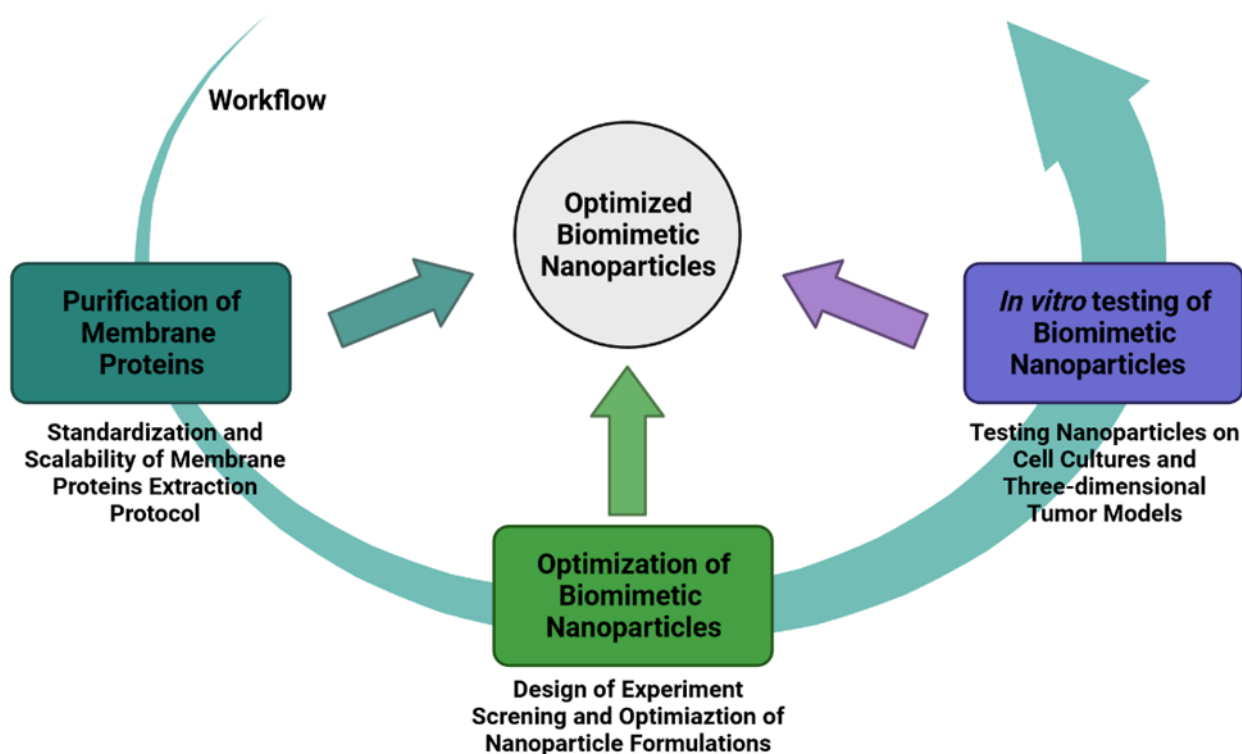 Workflow
Optimized
Biomimetic
Nanoparticles
Purification of
Membrane
Proteins
Standardization and
Scalability of Membrane
Proteins Extraction
Protocol
Optimization of
Biomimetic
Nanoparticles
Design of Experiment
Screning and Optimiaztion of
Nanoparticle Formulations
In vitro testing of
Biomimetic
Nanoparticles
Testing Nanoparticles on
Cell Cultures and
Three-dimensional
Tumor Models